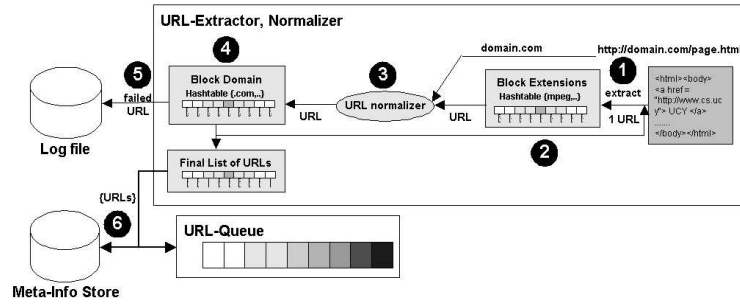 URL-Extractor, Normalizer
domain.com
http://domain.com/page.html
4
Block Domain
Hashtable (.com,..)
3
URL normalizer
Block Extensions
Hashtable (mpeg,..)
1
extract
1 URL
<html><body>
<a href =
"http://www.cs.uc
y"> UCY </a>
.......
</body></html>
5
failed
URL
URL
URL
2
Log file
Final List of URLs
{URLs}
6
URL-Queue
Meta-Info Store